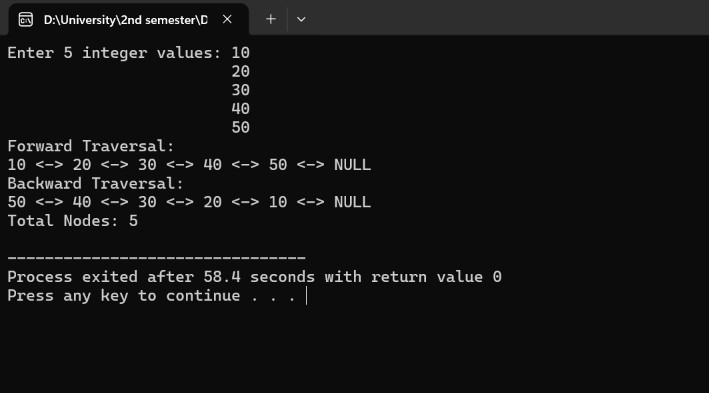 D:\University\2nd semester\D
Enter 5 integer values: 10
20
30
40
50
Forward Traversal:
10 <-> 20 <-> 30 <-> 40 <-> 50 <-> NULL
Backward Traversal:
50 <-> 40 <-> 30 <-> 20 <-> 10 <-> NULL
Total Nodes: 5
--------------------------------
Process exited after 58.4 seconds with return value 0
Press any key to continue . . .